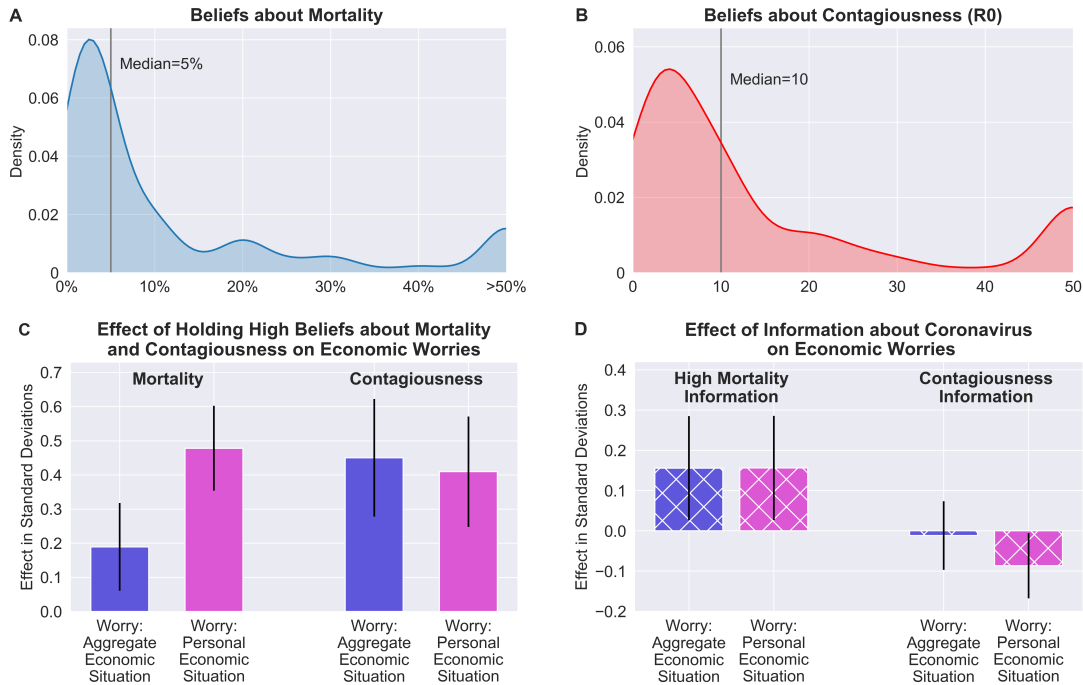 A
Beliefs about Mortality
0.08
0.06
0.04
0.02
0
Density
Median=5%
0%
10%
20%
30%
40%
>50%
B
Beliefs about Contagiousness (R0)
0.06
0.04
0.02
0
Density
Median=10
0
10
20
30
40
50
C
Effect of Holding High Beliefs about Mortality
and Contagiousness on Economic Worries
0.7
0.6
0.5
0.4
0.3
0.2
0.1
0.0
Effect in Standard Deviations
Mortality
Contagiousness
Worry:
Aggregate
Economic
Situation
Worry:
Personal
Economic
Situation
Worry:
Aggregate
Economic
Situation
Worry:
Personal
Economic
Situation
D
Effect of Information about Coronavirus
on Economic Worries
0.4
0.3
0.2
0.1
0.0
−0.1
−0.2
Effect in Standard Deviations
High Mortality
Information
Contagiousness
Information
Worry:
Aggregate
Economic
Situation
Worry:
Personal
Economic
Situation
Worry:
Aggregate
Economic
Situation
Worry:
Personal
Economic
Situation